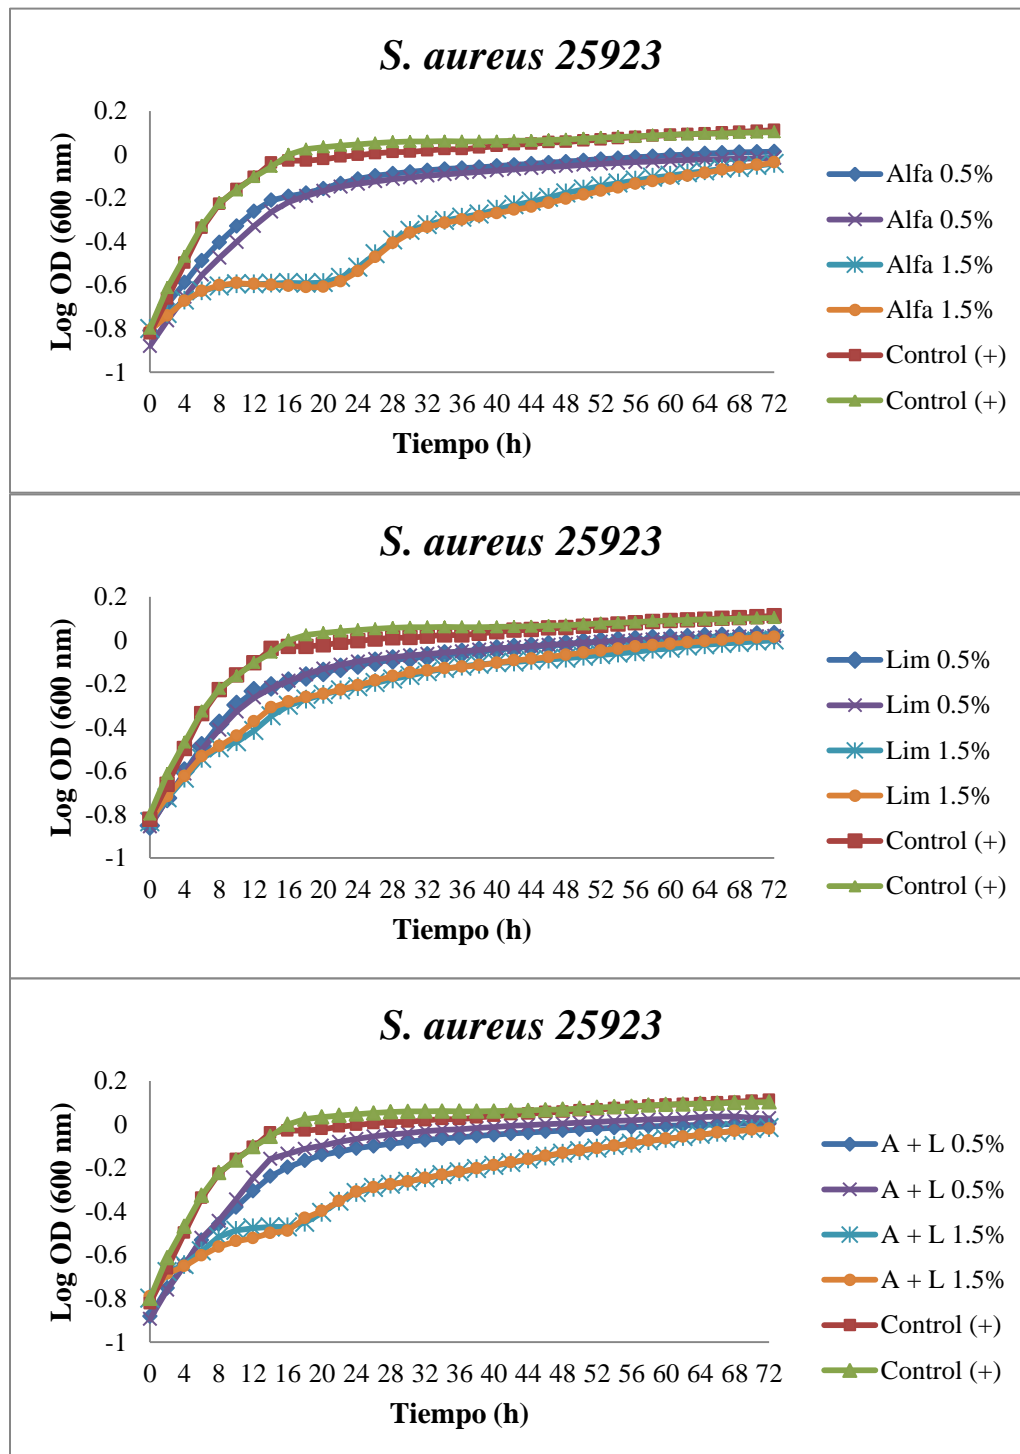 S. aureus 25923
0.2
0
-0.2
-0.4
-0.6
-0.8
-1
Log OD (600 nm)
0 4 8 12 16 20 24 28 32 36 40 44 48 52 56 60 64 68 72
Tiempo (h)
Alfa 0.5%
Alfa 0.5%
Alfa 1.5%
Alfa 1.5%
Control (+)
Control (+)
S. aureus 25923
0.2
0
-0.2
-0.4
-0.6
-0.8
-1
Log OD (600 nm)
0 4 8 12 16 20 24 28 32 36 40 44 48 52 56 60 64 68 72
Tiempo (h)
Lim 0.5%
Lim 0.5%
Lim 1.5%
Lim 1.5%
Control (+)
Control (+)
S. aureus 25923
0.2
0
-0.2
-0.4
-0.6
-0.8
-1
Log OD (600 nm)
0 4 8 12 16 20 24 28 32 36 40 44 48 52 56 60 64 68 72
Tiempo (h)
A + L 0.5%
A + L 0.5%
A + L 1.5%
A + L 1.5%
Control (+)
Control (+)